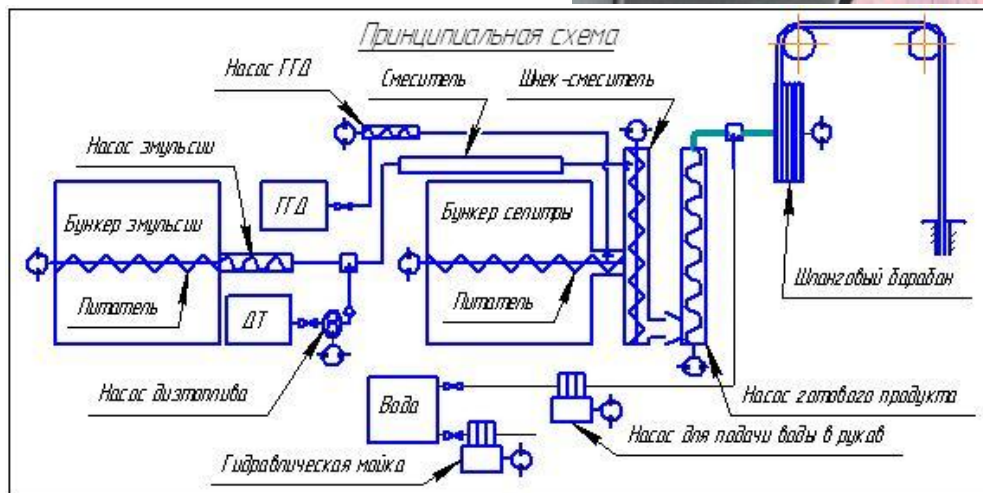 Принципиальная схема
Насос ГГД
Смеситель
Шнек-смеситель
Насос эмульсии
ГГД
Бункер эмульсии
Бункер селитры
Питатель
Питатель
ДТ
Шланговый барабан
Насос дизтоплива
Вода
Насос готового продукта
Насос для подачи воды в рукав
Гидравлическая мойка